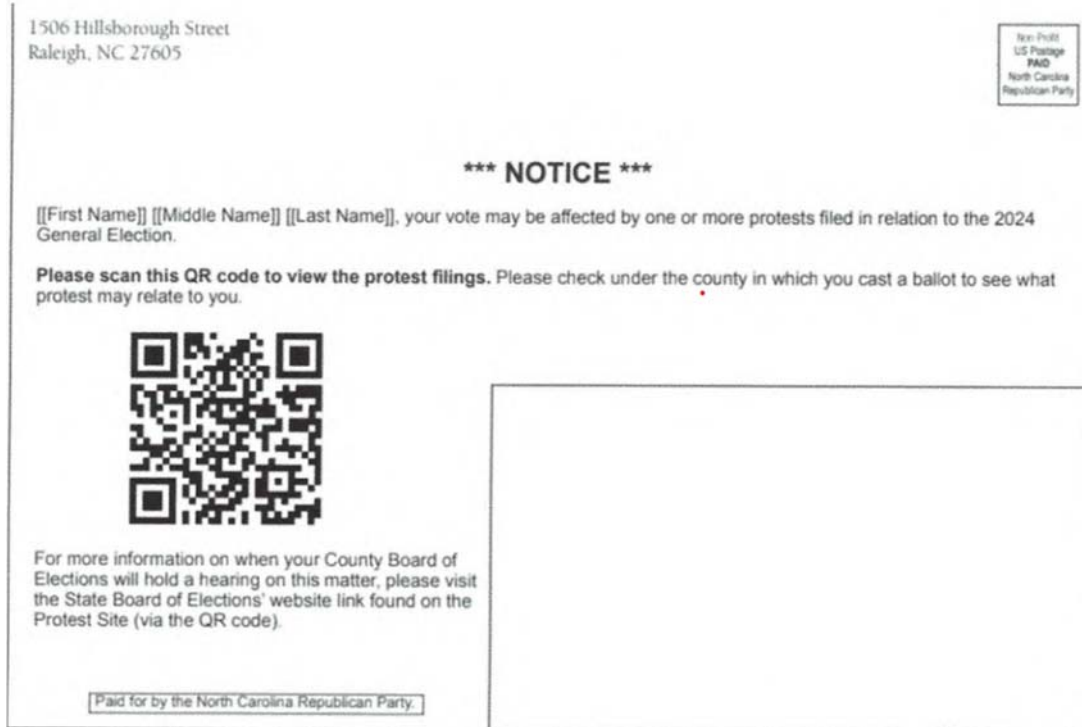 1506 Hillsborough Street
Raleigh, NC 27605
Non-Profit
US Postage
PAID
North Carolina
Republican Party
*** NOTICE ***
[[First Name]] [[Middle Name]] [[Last Name]], your vote may be affected by one or more protests filed in relation to the 2024
General Election.
Please scan this QR code to view the protest filings. Please check under the county in which you cast a ballot to see what
protest may relate to you.
For more information on when your County Board of
Elections will hold a hearing on this matter, please visit
the State Board of Elections' website link found on the
Protest Site (via the QR code).
Paid for by the North Carolina Republican Party.